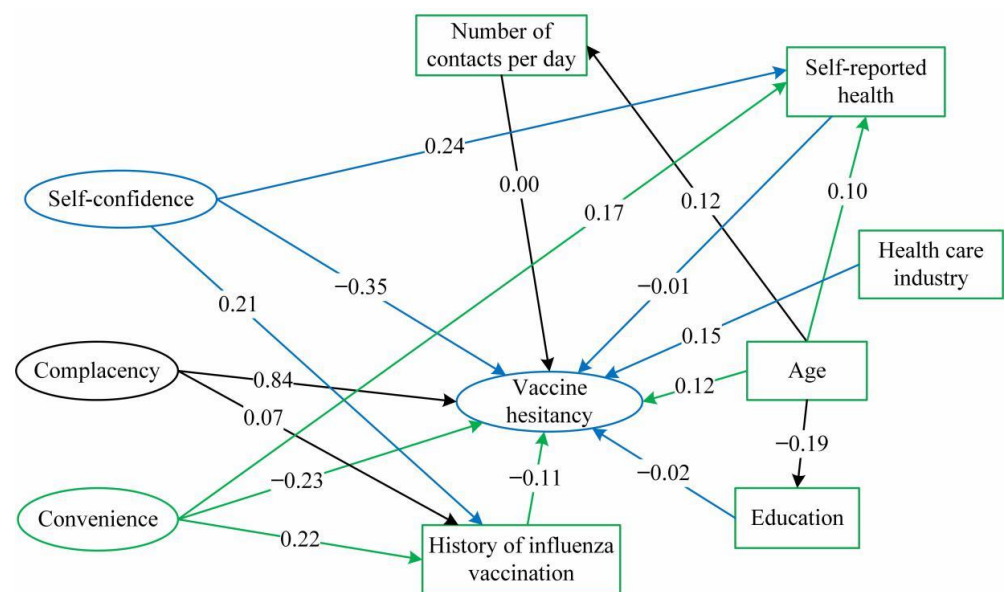 Number of
contacts per day
Self-reported
health
0.24
Self-confidence
0.00
0.17
0.12
0.10
Health care
industry
−0.35
−0.01
0.21
0.15
Complacency
0.84
Vaccine
hesitancy
0.12
Age
0.07
−0.19
−0.23
−0.11
−0.02
Convenience
0.22
History of influenza
vaccination
Education